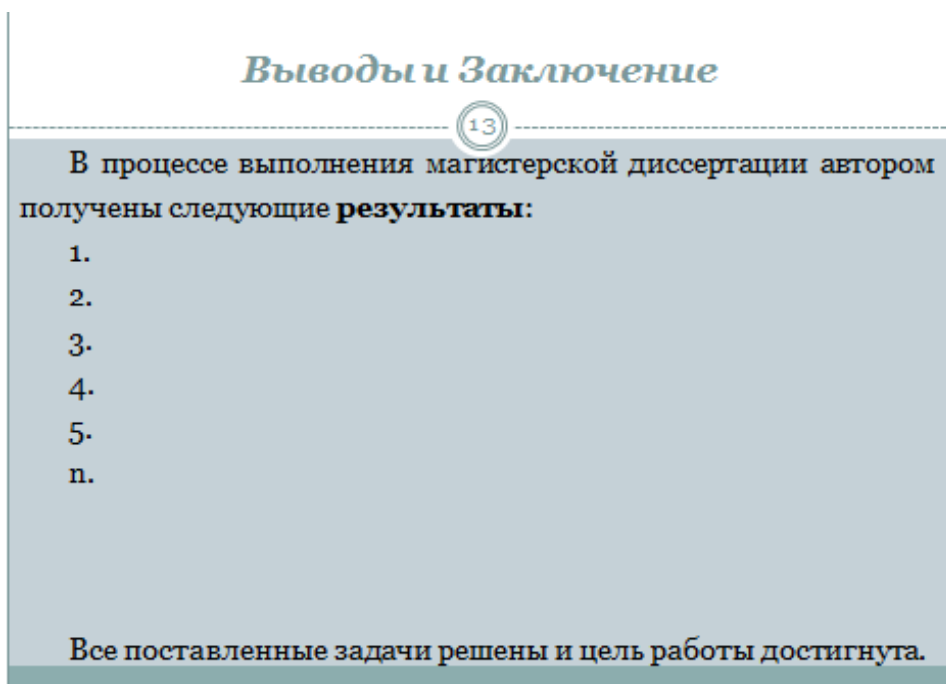 Выводы и Заключение
13
В процессе выполнения магистерской диссертации автором
получены следующие результаты:
1.
2.
3.
4.
5.
n.
Все поставленные задачи решены и цель работы достигнута.